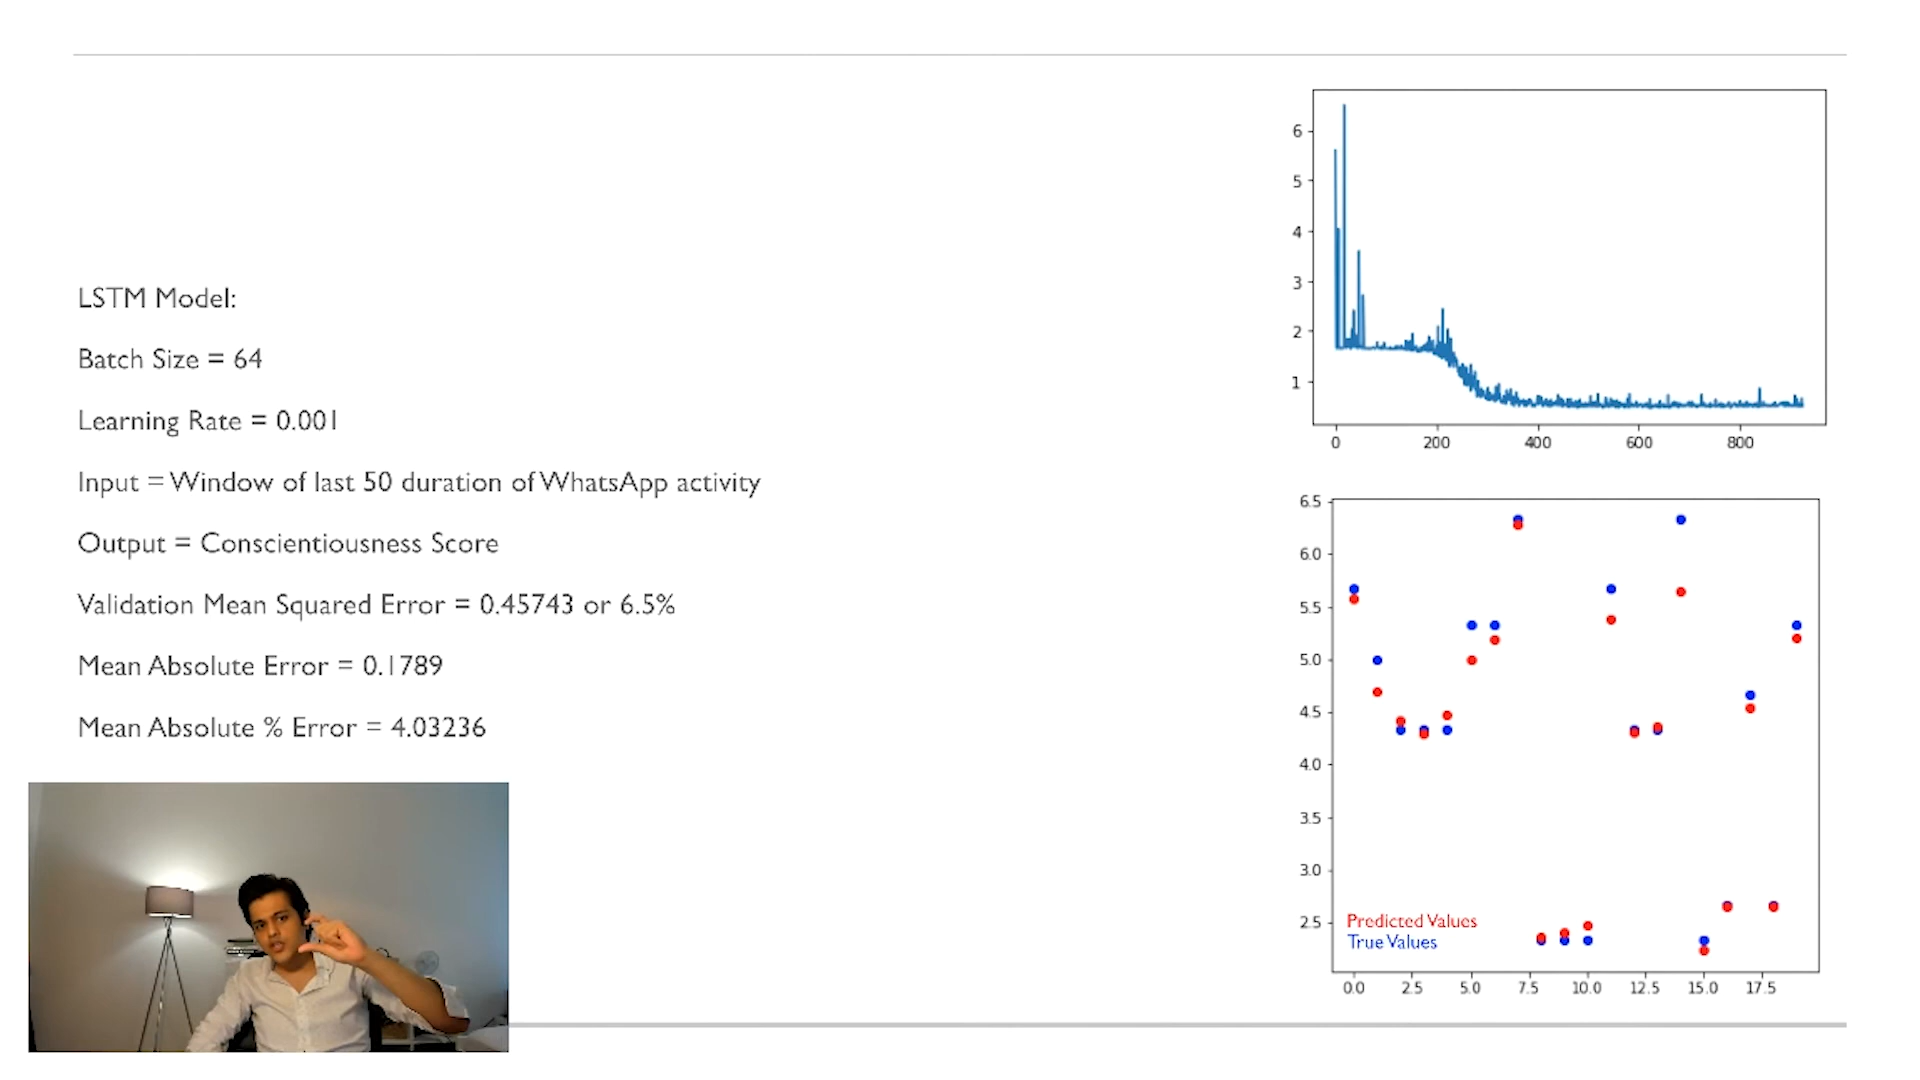 LSTM Model:
Batch Size = 64
Learning Rate = 0.001
Input = Window of last 50 duration of WhatsApp activity
Output = Conscientiousness Score
Validation Mean Squared Error = 0.45743 or 6.5%
Mean Absolute Error = 0.1789
Mean Absolute % Error = 4.03236
6
5
4
3
2
1
0 200 400 600 800
6.5
6.0
5.5
5.0
4.5
4.0
3.5
3.0
2.5
Predicted Values
True Values
0.0 2.5 5.0 7.5 10.0 12.5 15.0 17.5